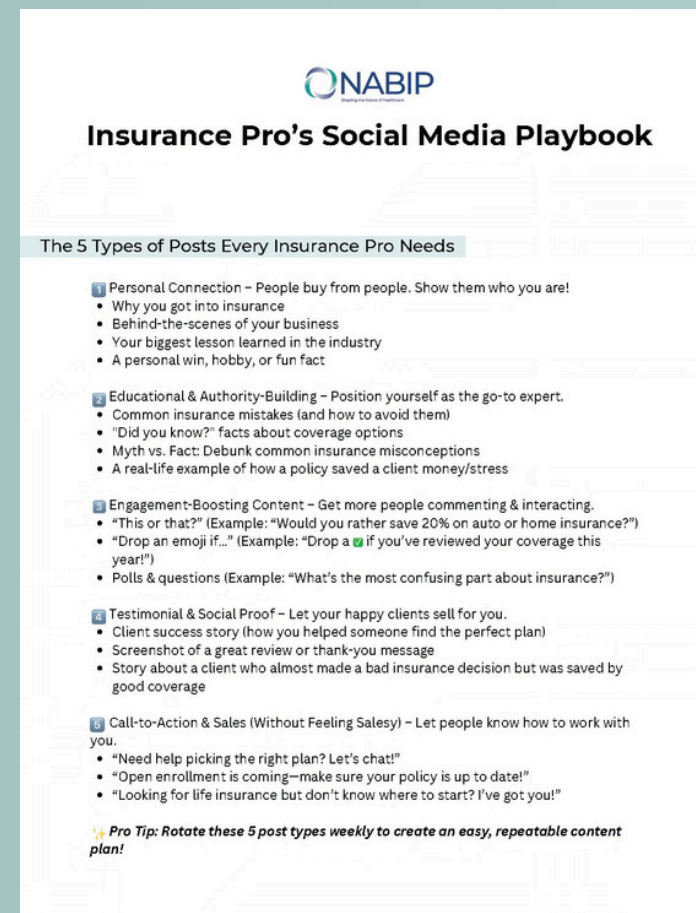 NABIP
Shaping the future of healthcare
Insurance Pro’s Social Media Playbook
The 5 Types of Posts Every Insurance Pro Needs
1 Personal Connection – People buy from people. Show them who you are!
• Why you got into insurance
• Behind-the-scenes of your business
• Your biggest lesson learned in the industry
• A personal win, hobby, or fun fact
2 Educational & Authority-Building – Position yourself as the go-to expert.
• Common insurance mistakes (and how to avoid them)
• "Did you know?" facts about coverage options
• Myth vs. Fact: Debunk common insurance misconceptions
• A real-life example of how a policy saved a client money/stress
3 Engagement-Boosting Content – Get more people commenting & interacting.
• “This or that?” (Example: “Would you rather save 20% on auto or home insurance?”)
• “Drop an emoji if...” (Example: “Drop a ✅ if you’ve reviewed your coverage this
year!”)
• Polls & questions (Example: “What’s the most confusing part about insurance?”)
4 Testimonial & Social Proof – Let your happy clients sell for you.
• Client success story (how you helped someone find the perfect plan)
• Screenshot of a great review or thank-you message
• Story about a client who almost made a bad insurance decision but was saved by
good coverage
5 Call-to-Action & Sales (Without Feeling Salesy) – Let people know how to work with
you.
• “Need help picking the right plan? Let’s chat!”
• “Open enrollment is coming—make sure your policy is up to date!”
• “Looking for life insurance but don’t know where to start? I’ve got you!”
✨ Pro Tip: Rotate these 5 post types weekly to create an easy, repeatable content
plan!